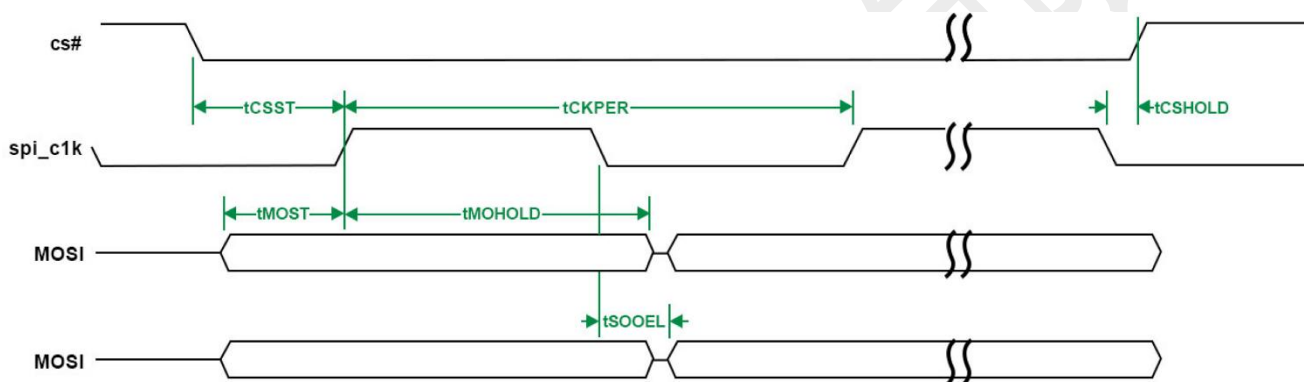 cs#
tCSST tCKPER tCSHOLD
spi_c1k
tMOST tMOHOLD
MOSI
tSOOEL
MOSI